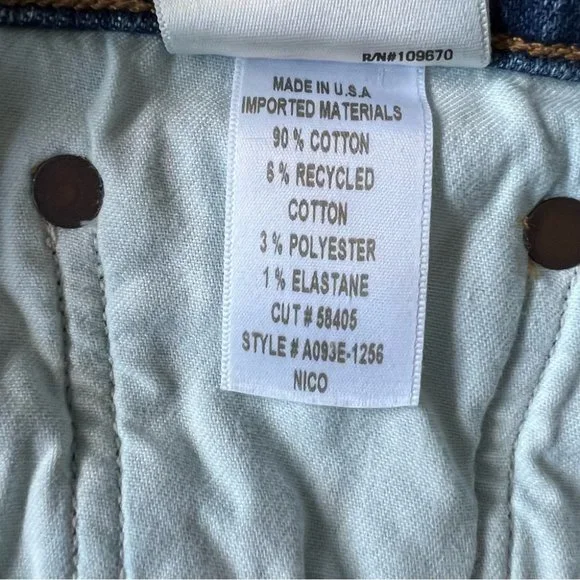 R/N#109670
MADE IN U.S.A
IMPORTED MATERIALS
90 % COTTON
6 % RECYCLED
COTTON
3 % POLYESTER
1 % ELASTANE
CUT # 58405
STYLE # A093E-1256
NICO